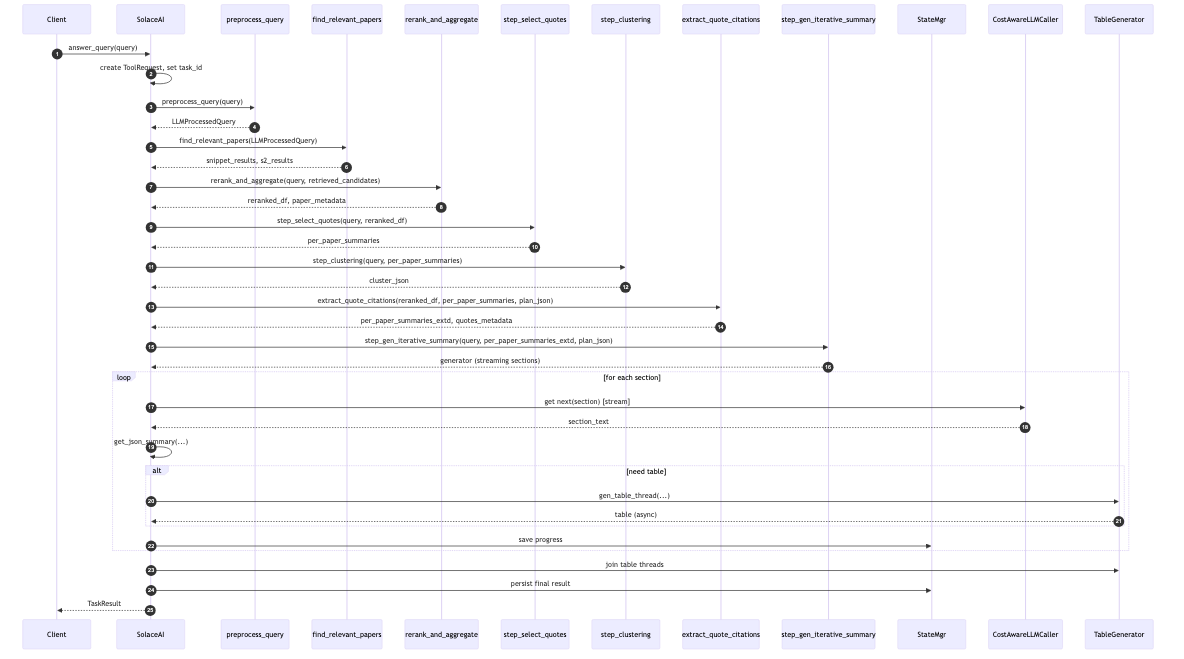 Client SolaceAI preprocess_query find_relevant_papers rerank_and_aggregate step_select_quotes step_clustering extract_quote_citations step_gen_iterative_summary StateMgr CostAwareLLMCaller TableGenerator
1 answer_query(query)
2 create ToolRequest, set task_id
3 preprocess_query(query)
LLMProcessedQuery 4
5 find_relevant_papers(LLMProcessedQuery)
snippet_results, s2_results 6
7 rerank_and_aggregate(query, retrieved_candidates)
reranked_df, paper_metadata 8
9 step_select_quotes(query, reranked_df)
per_paper_summaries 10
11 step_clustering(query, per_paper_summaries)
cluster_json 12
13 extract_quote_citations(reranked_df, per_paper_summaries, plan_json)
per_paper_summaries_extd, quotes_metadata 14
15 step_gen_iterative_summary(query, per_paper_summaries_extd, plan_json)
generator (streaming sections) 16
loop [for each section]
17 get next(section) [stream]
section_text 18
19 get_json_summary(...)
alt [need table]
20 gen_table_thread(...)
table (async) 21
22 save progress
23 join table threads
24 persist final result
TaskResult 25
Client SolaceAI preprocess_query find_relevant_papers rerank_and_aggregate step_select_quotes step_clustering extract_quote_citations step_gen_iterative_summary StateMgr CostAwareLLMCaller TableGenerator